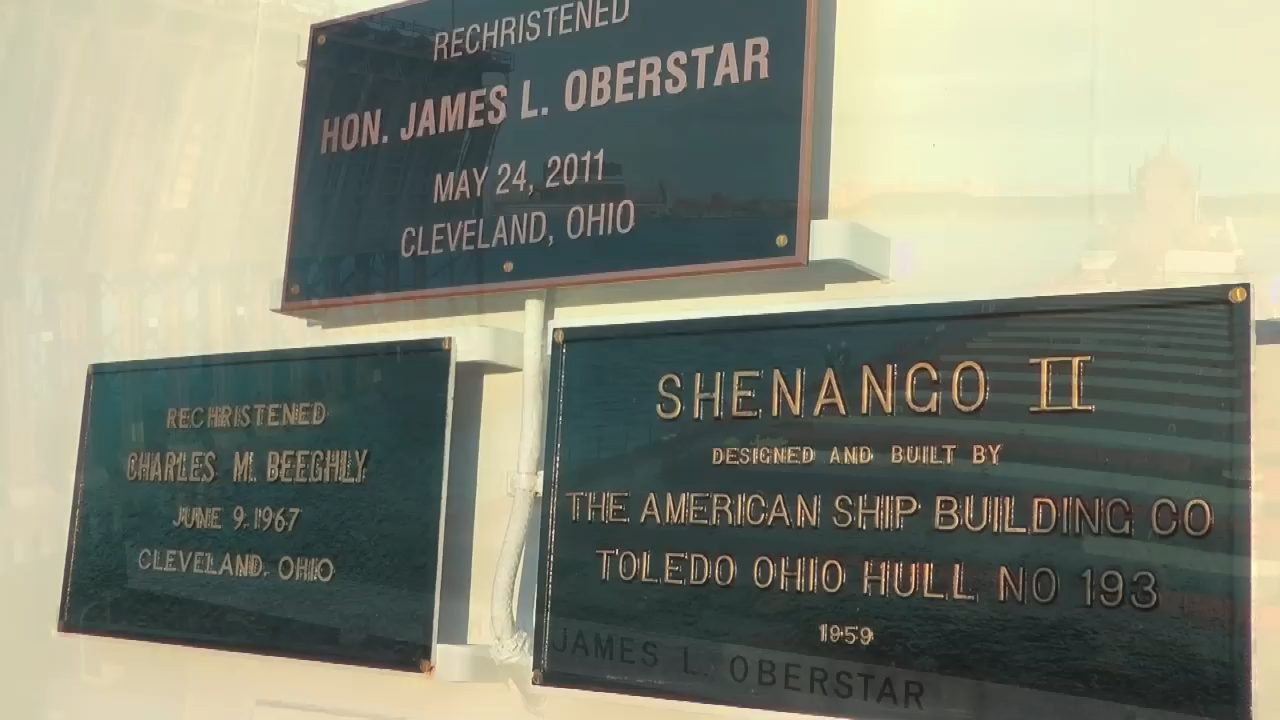 RECHRISTENED
HON. JAMES L. OBERSTAR
MAY 24, 2011
CLEVELAND, OHIO
RECHRISTENED
CHARLES M. BEEGHLY
JUNE 9, 1967
CLEVELAND, OHIO
SHENANGO II
DESIGNED AND BUILT BY
THE AMERICAN SHIP BUILDING CO
TOLEDO OHIO HULL NO 193
1959
JAMES L. OBERSTAR